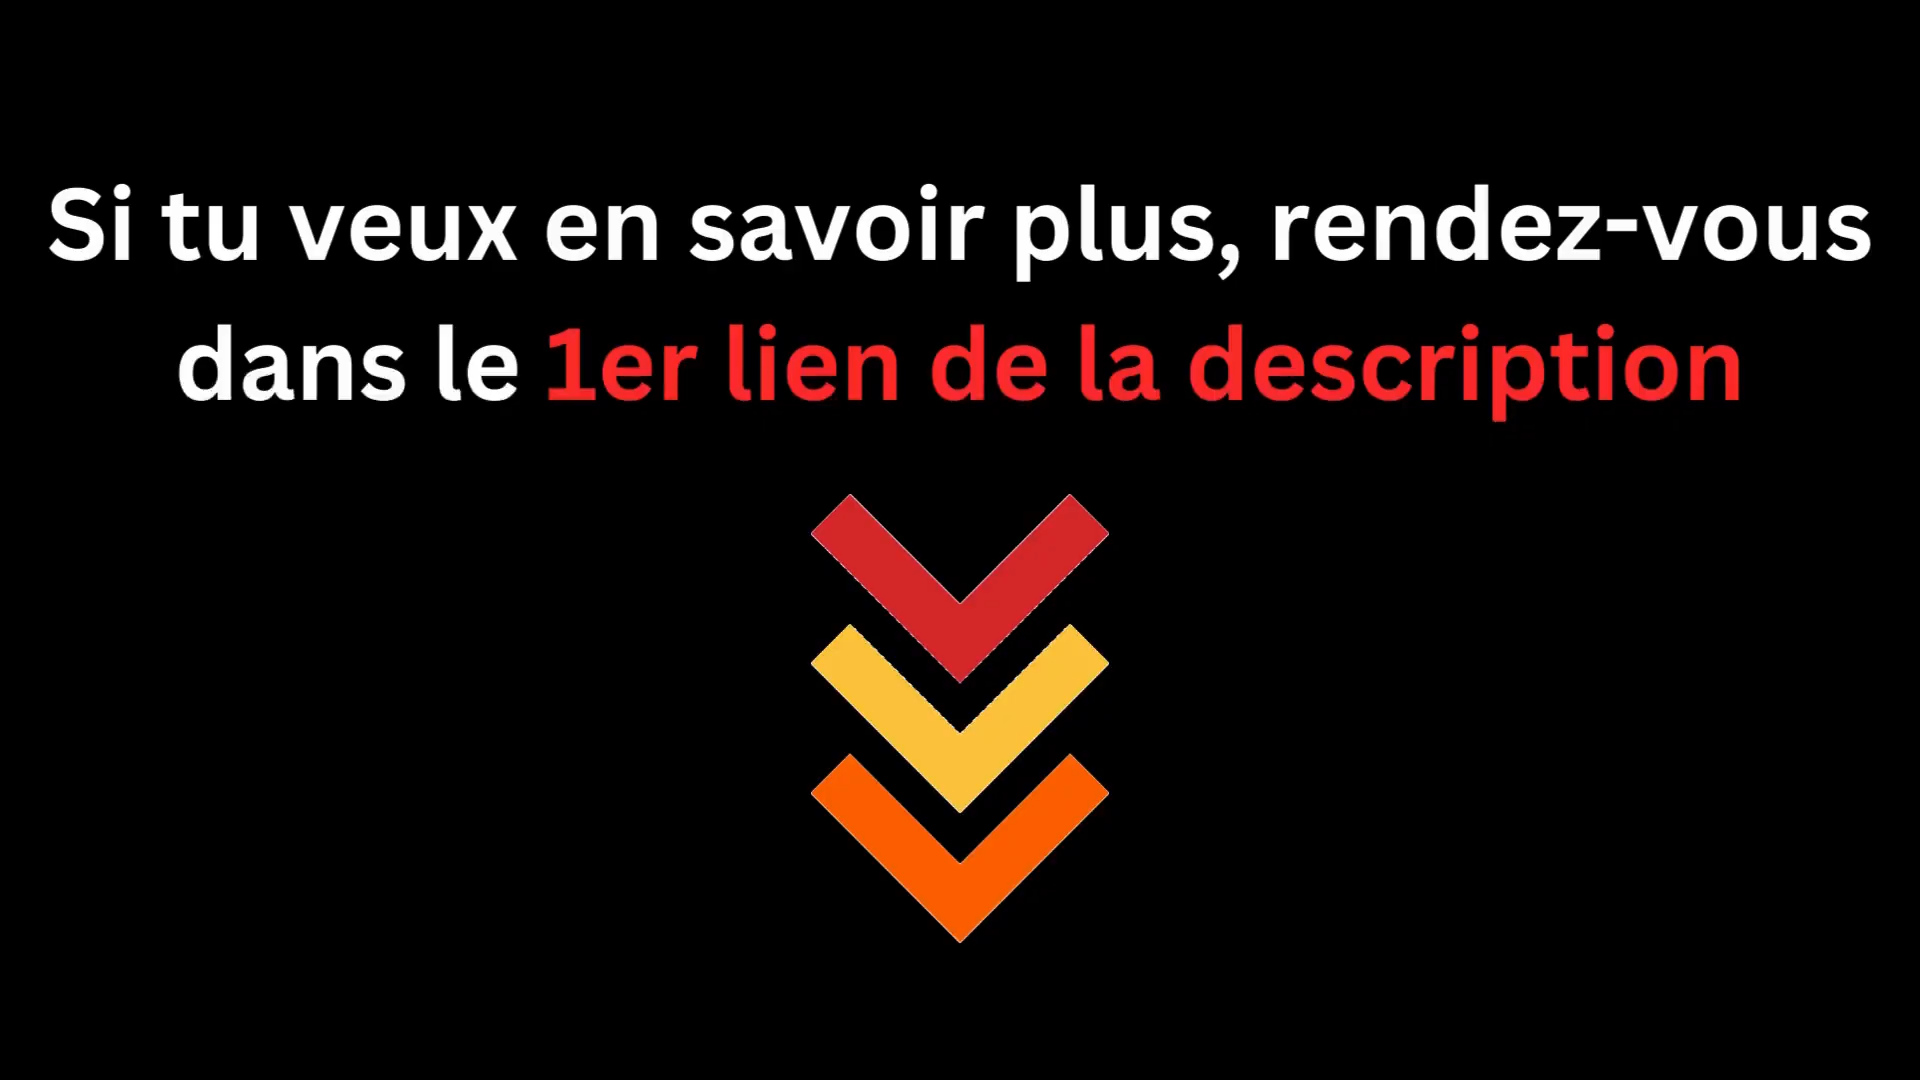 Si tu veux en savoir plus, rendez-vous
dans le 1er lien de la description